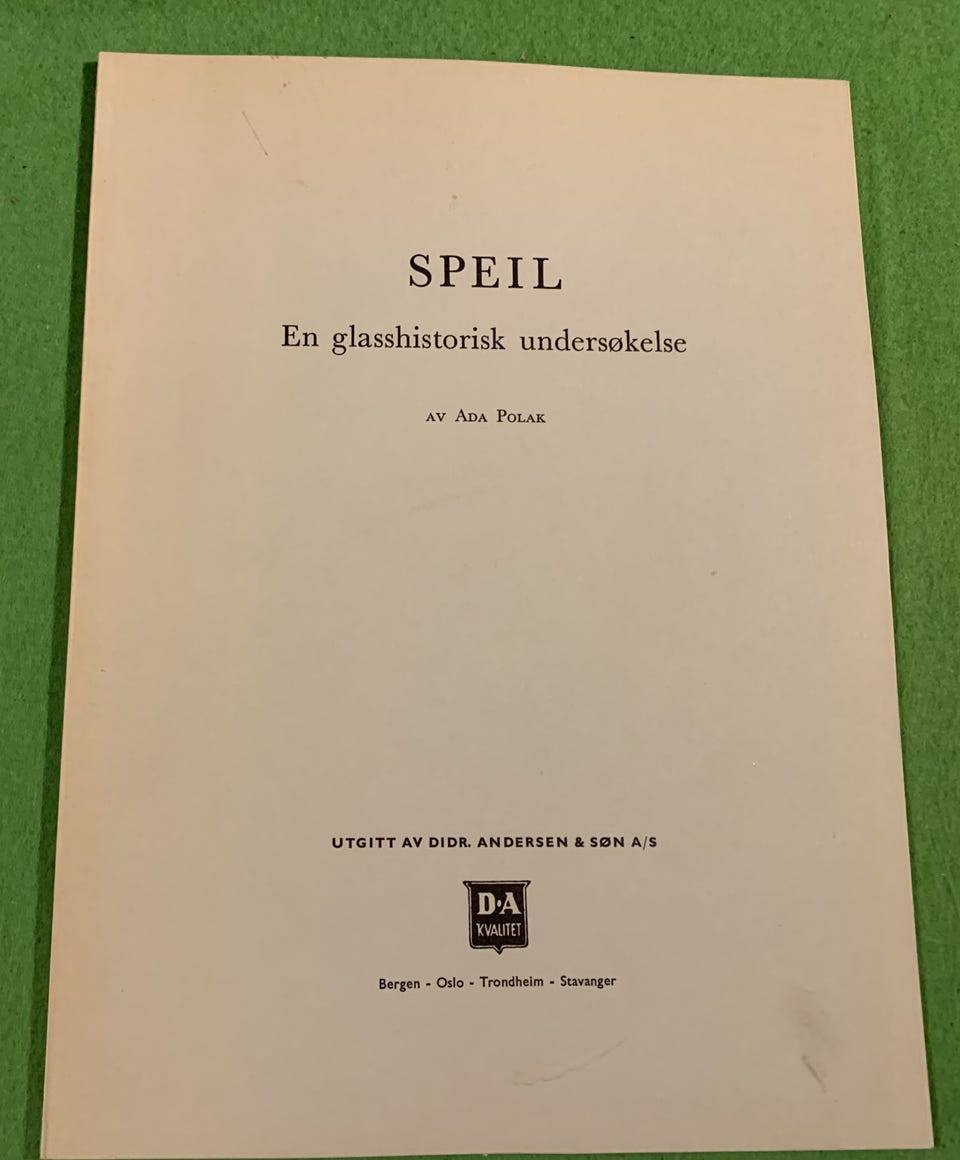 SPEIL
En glasshistorisk undersøkelse
AV ADA POLAK
UTGITT AV DIDR. ANDERSEN & SØN A/S
D·A
KVALITET
Bergen - Oslo - Trondheim - Stavanger